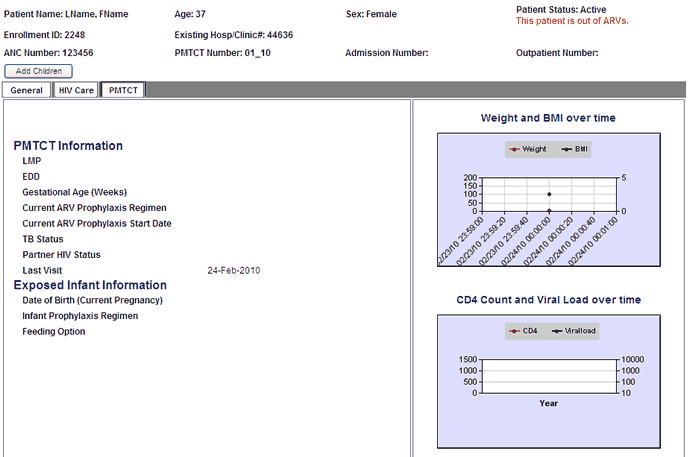 Patient Name: LName, FName Age: 37 Sex: Female Patient Status: Active
This patient is out of ARVs.
Enrollment ID: 2248 Existing Hosp/Clinic#: 44636
ANC Number: 123456 PMTCT Number: 01_10 Admission Number: Outpatient Number:
Add Children
General HIV Care PMTCT
PMTCT Information
LMP
EDD
Gestational Age (Weeks)
Current ARV Prophylaxis Regimen
Current ARV Prophylaxis Start Date
TB Status
Partner HIV Status
Last Visit 24-Feb-2010
Exposed Infant Information
Date of Birth (Current Pregnancy)
Infant Prophylaxis Regimen
Feeding Option
Weight and BMI over time
Weight BMI
200 5
150
100
50
0 0
02/23/10 23:59:00
02/23/10 23:59:20
02/23/10 23:59:40
02/24/10 00:00:00
02/24/10 00:00:20
02/24/10 00:00:40
02/24/10 00:01:00
CD4 Count and Viral Load over time
CD4 Viralload
1500 10000
1000 1000
500 100
0 10
Year